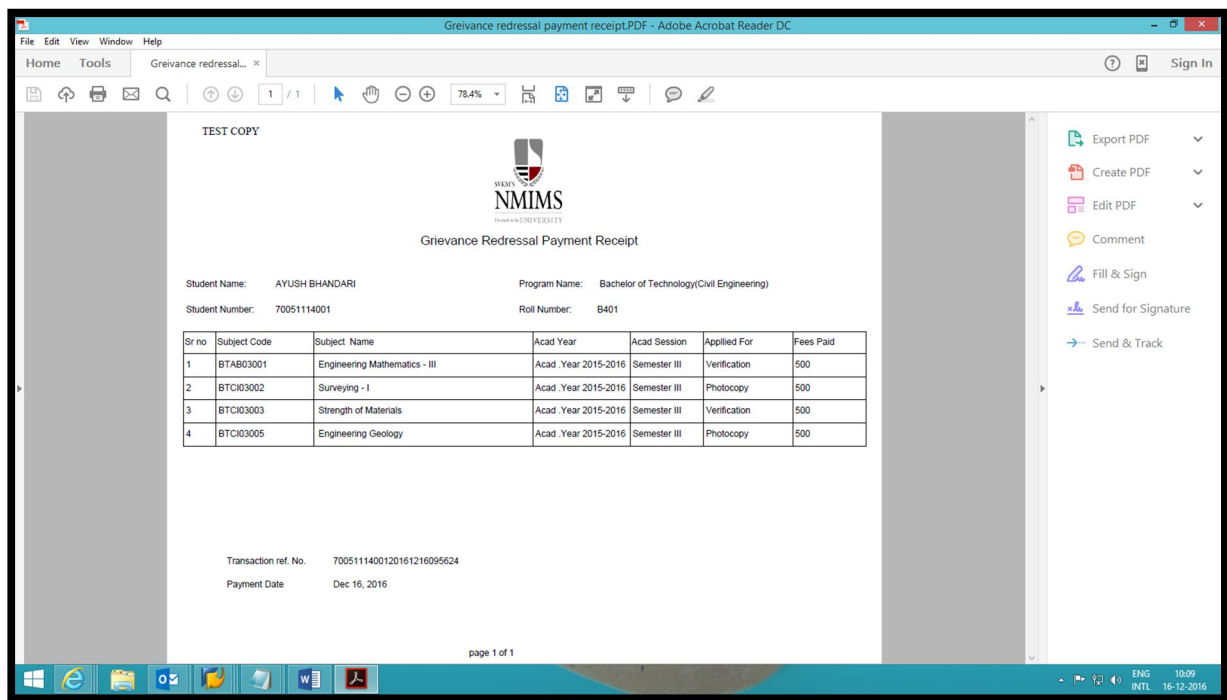 Greivance redressal payment receipt.PDF - Adobe Acrobat Reader DC
File Edit View Window Help
Home Tools Greivance redressal... × Sign In
1 / 1 78.4%
TEST COPY
SVKM'S
NMIMS
Deemed to be UNIVERSITY
Grievance Redressal Payment Receipt
Student Name: AYUSH BHANDARI Program Name: Bachelor of Technology(Civil Engineering)
Student Number: 70051114001 Roll Number: B401
Sr no Subject Code Subject Name Acad Year Acad Session Appllied For Fees Paid
1 BTAB03001 Engineering Mathematics - III Acad .Year 2015-2016 Semester III Verification 500
2 BTCI03002 Surveying - I Acad .Year 2015-2016 Semester III Photocopy 500
3 BTCI03003 Strength of Materials Acad .Year 2015-2016 Semester III Verification 500
4 BTCI03005 Engineering Geology Acad .Year 2015-2016 Semester III Photocopy 500
Transaction ref. No. 7005111400120161216095624
Payment Date Dec 16, 2016
page 1 of 1
Export PDF
Create PDF
Edit PDF
Comment
Fill & Sign
Send for Signature
Send & Track
ENG 10:09
INTL 16-12-2016